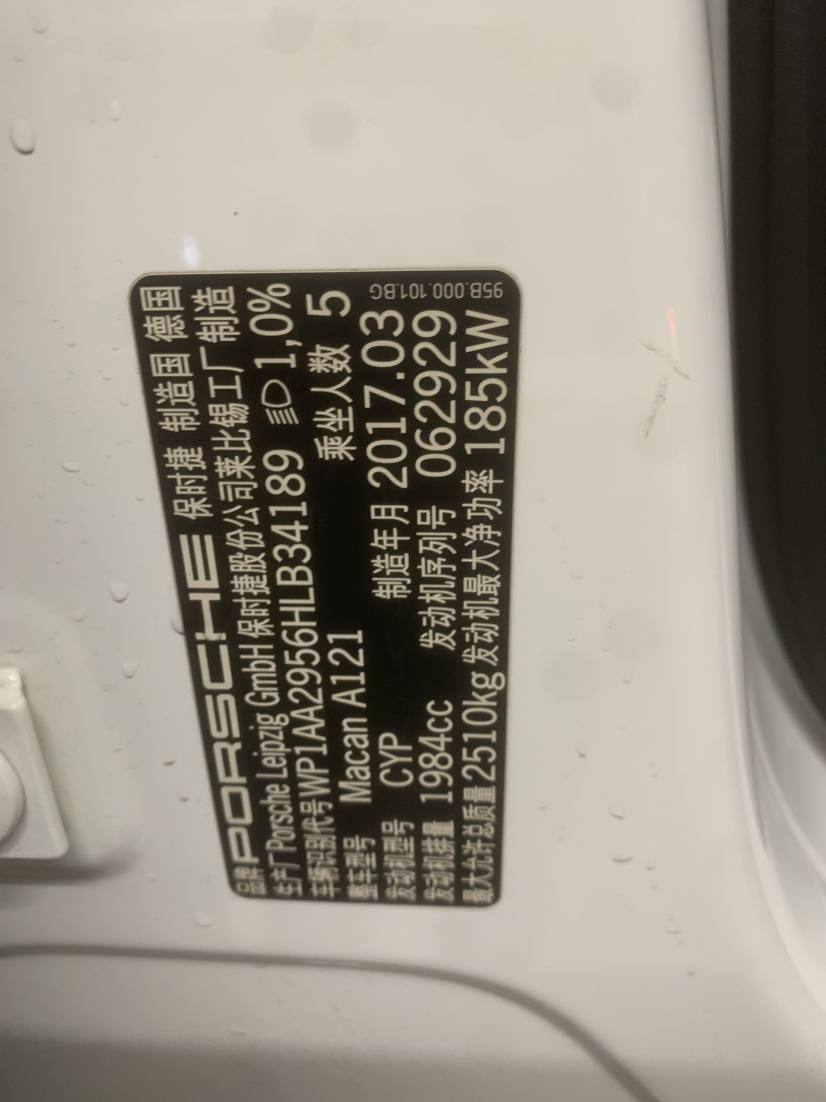 品牌 PORSCHE 保时捷 制造国 德国
生产厂 Porsche Leipzig GmbH 保时捷股份公司莱比锡工厂制造
车辆识别代号 WP1AA2956HLB34189 1,0%
整车型号 Macan A121 乘坐人数 5
发动机型号 CYP 制造年月 2017.03
发动机排量 1984cc 发动机序列号 062929
最大允许总质量 2510kg 发动机最大净功率 185kW
95B.000.101.BG